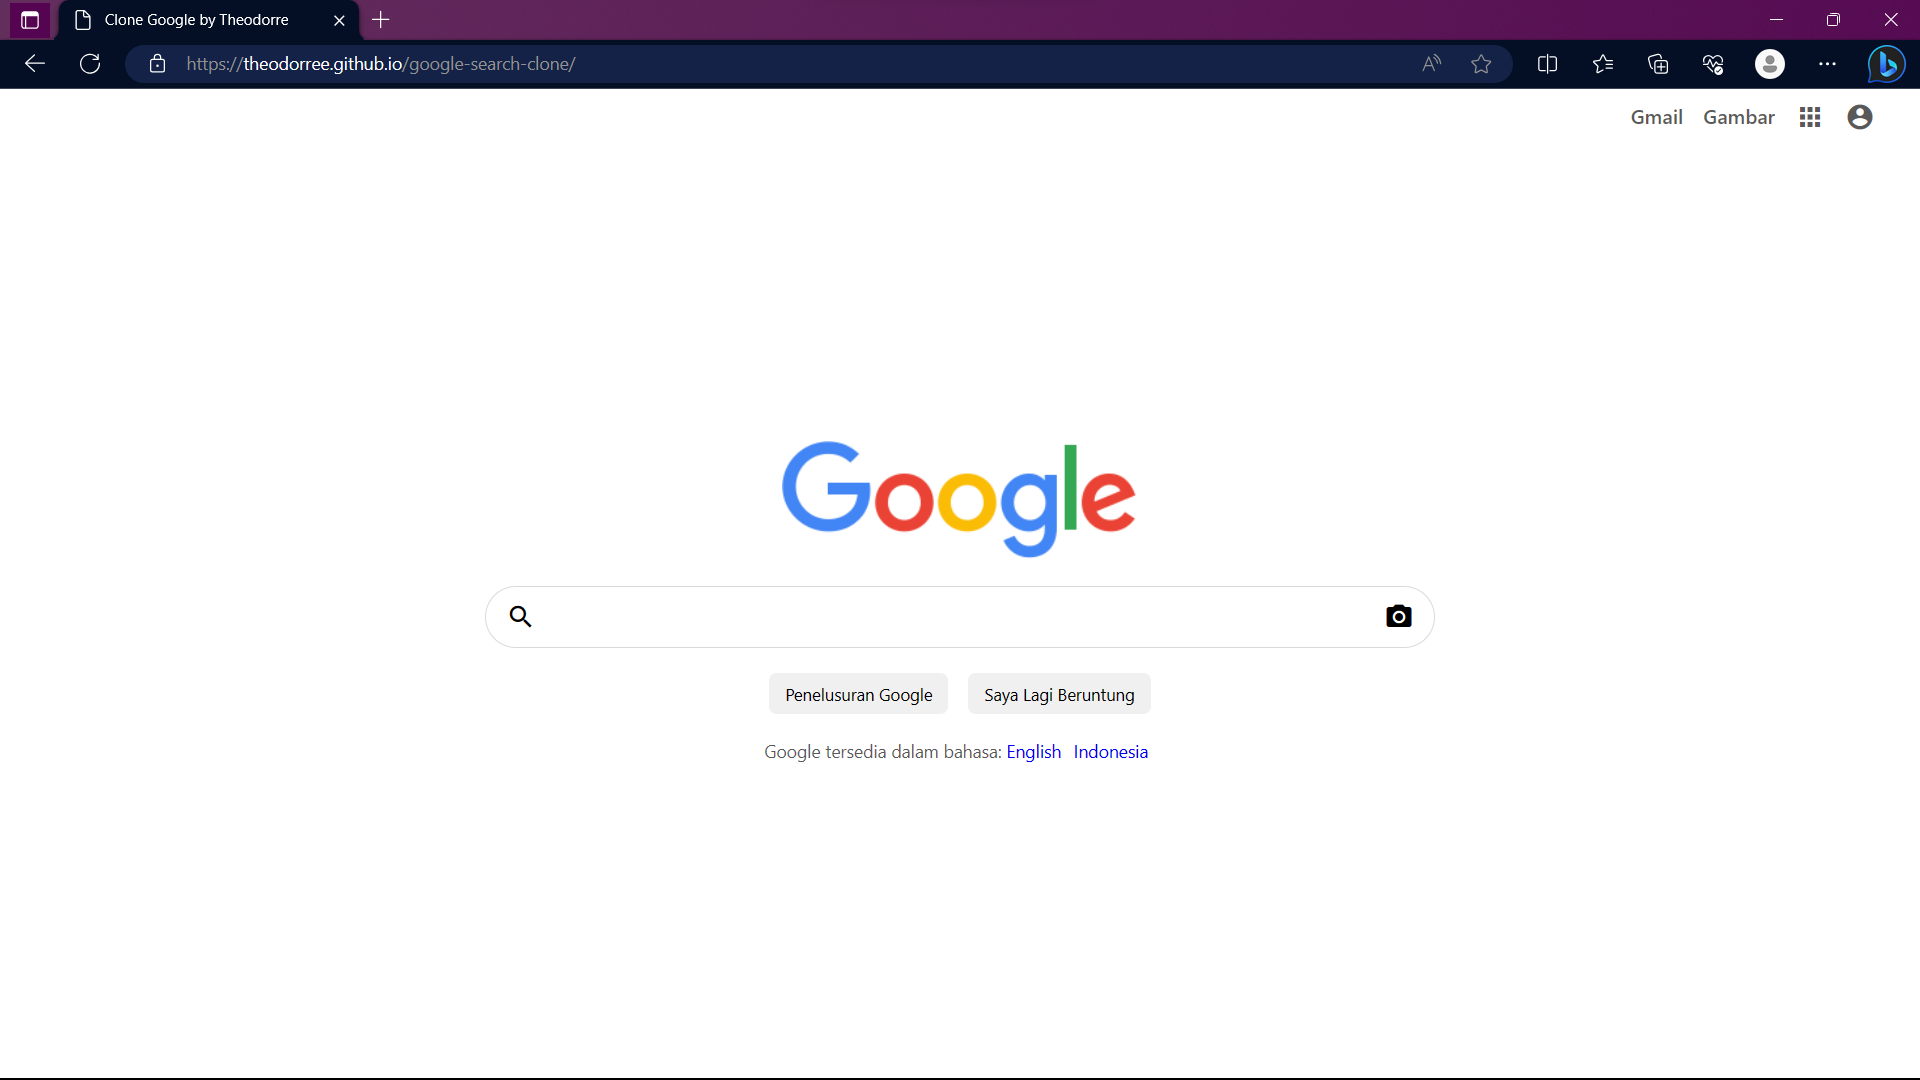 Clone Google by Theodorre
https://theodorree.github.io/google-search-clone/
Gmail Gambar
Google
Penelusuran Google Saya Lagi Beruntung
Google tersedia dalam bahasa: English Indonesia